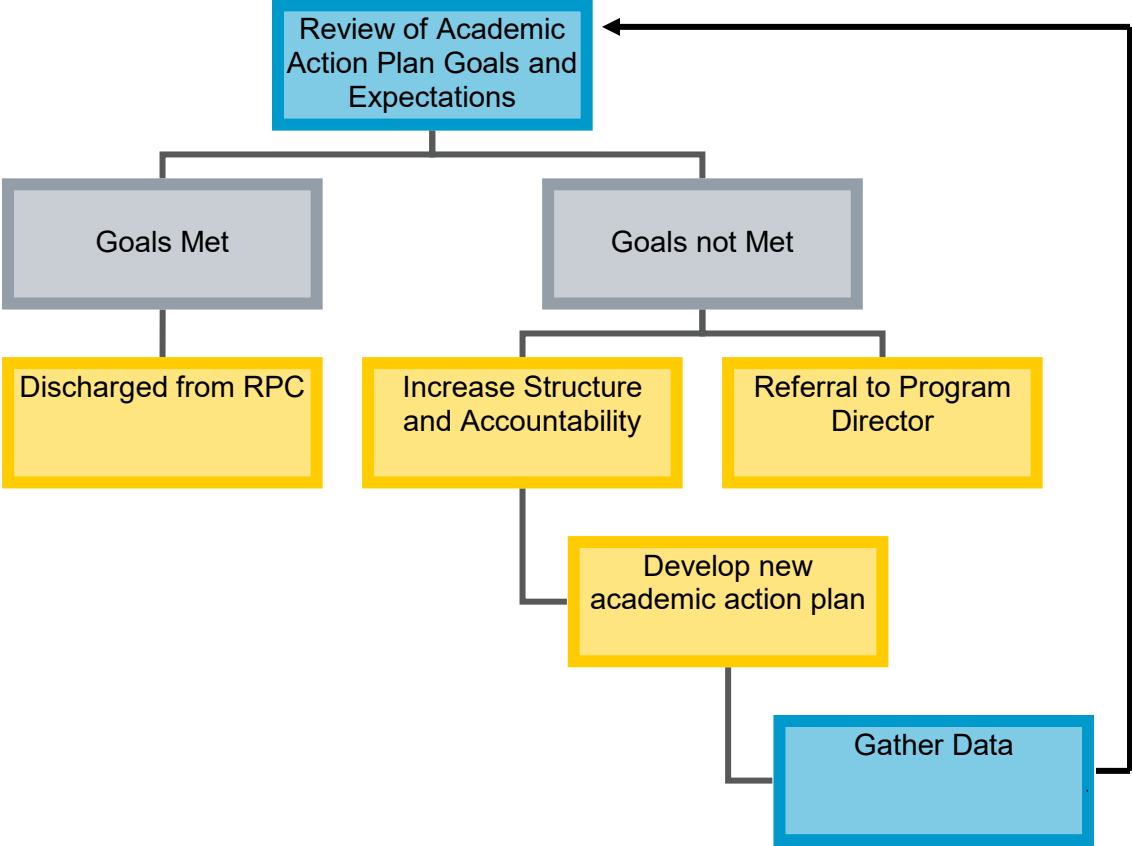 Review of Academic
Action Plan Goals and
Expectations
Goals Met
Goals not Met
Discharged from RPC
Increase Structure
and Accountability
Referral to Program
Director
Develop new
academic action plan
Gather Data
.